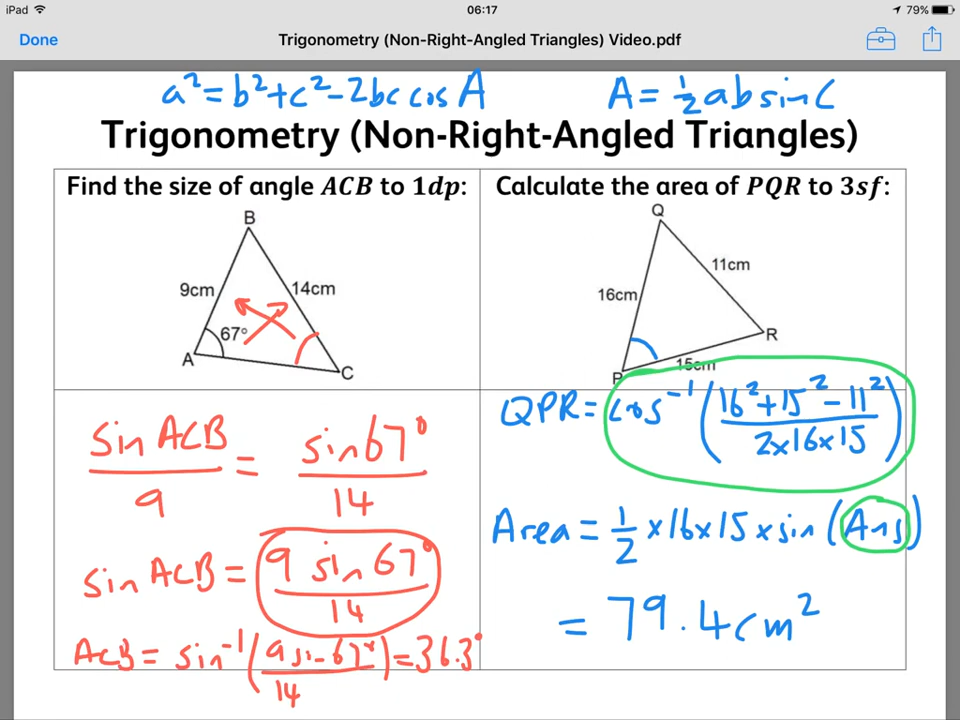 iPad 06:17 79%
Done Trigonometry (Non-Right-Angled Triangles) Video.pdf
a² = b² + c² - 2bc cos A A = ½ab sin C
Trigonometry (Non-Right-Angled Triangles)
Find the size of angle ACB to 1dp:
B
9cm 14cm
67°
A
C
sin ACB / 9 = sin 67° / 14
sin ACB = 9 sin 67° / 14
ACB = sin⁻¹ (9 sin 67° / 14) = 36.3°
Calculate the area of PQR to 3sf:
Q
11cm
16cm
R
P 15cm
QPR = cos⁻¹ (16² + 15² - 11² / 2×16×15)
Area = ½ × 16 × 15 × sin (Ans)
= 79.4cm²